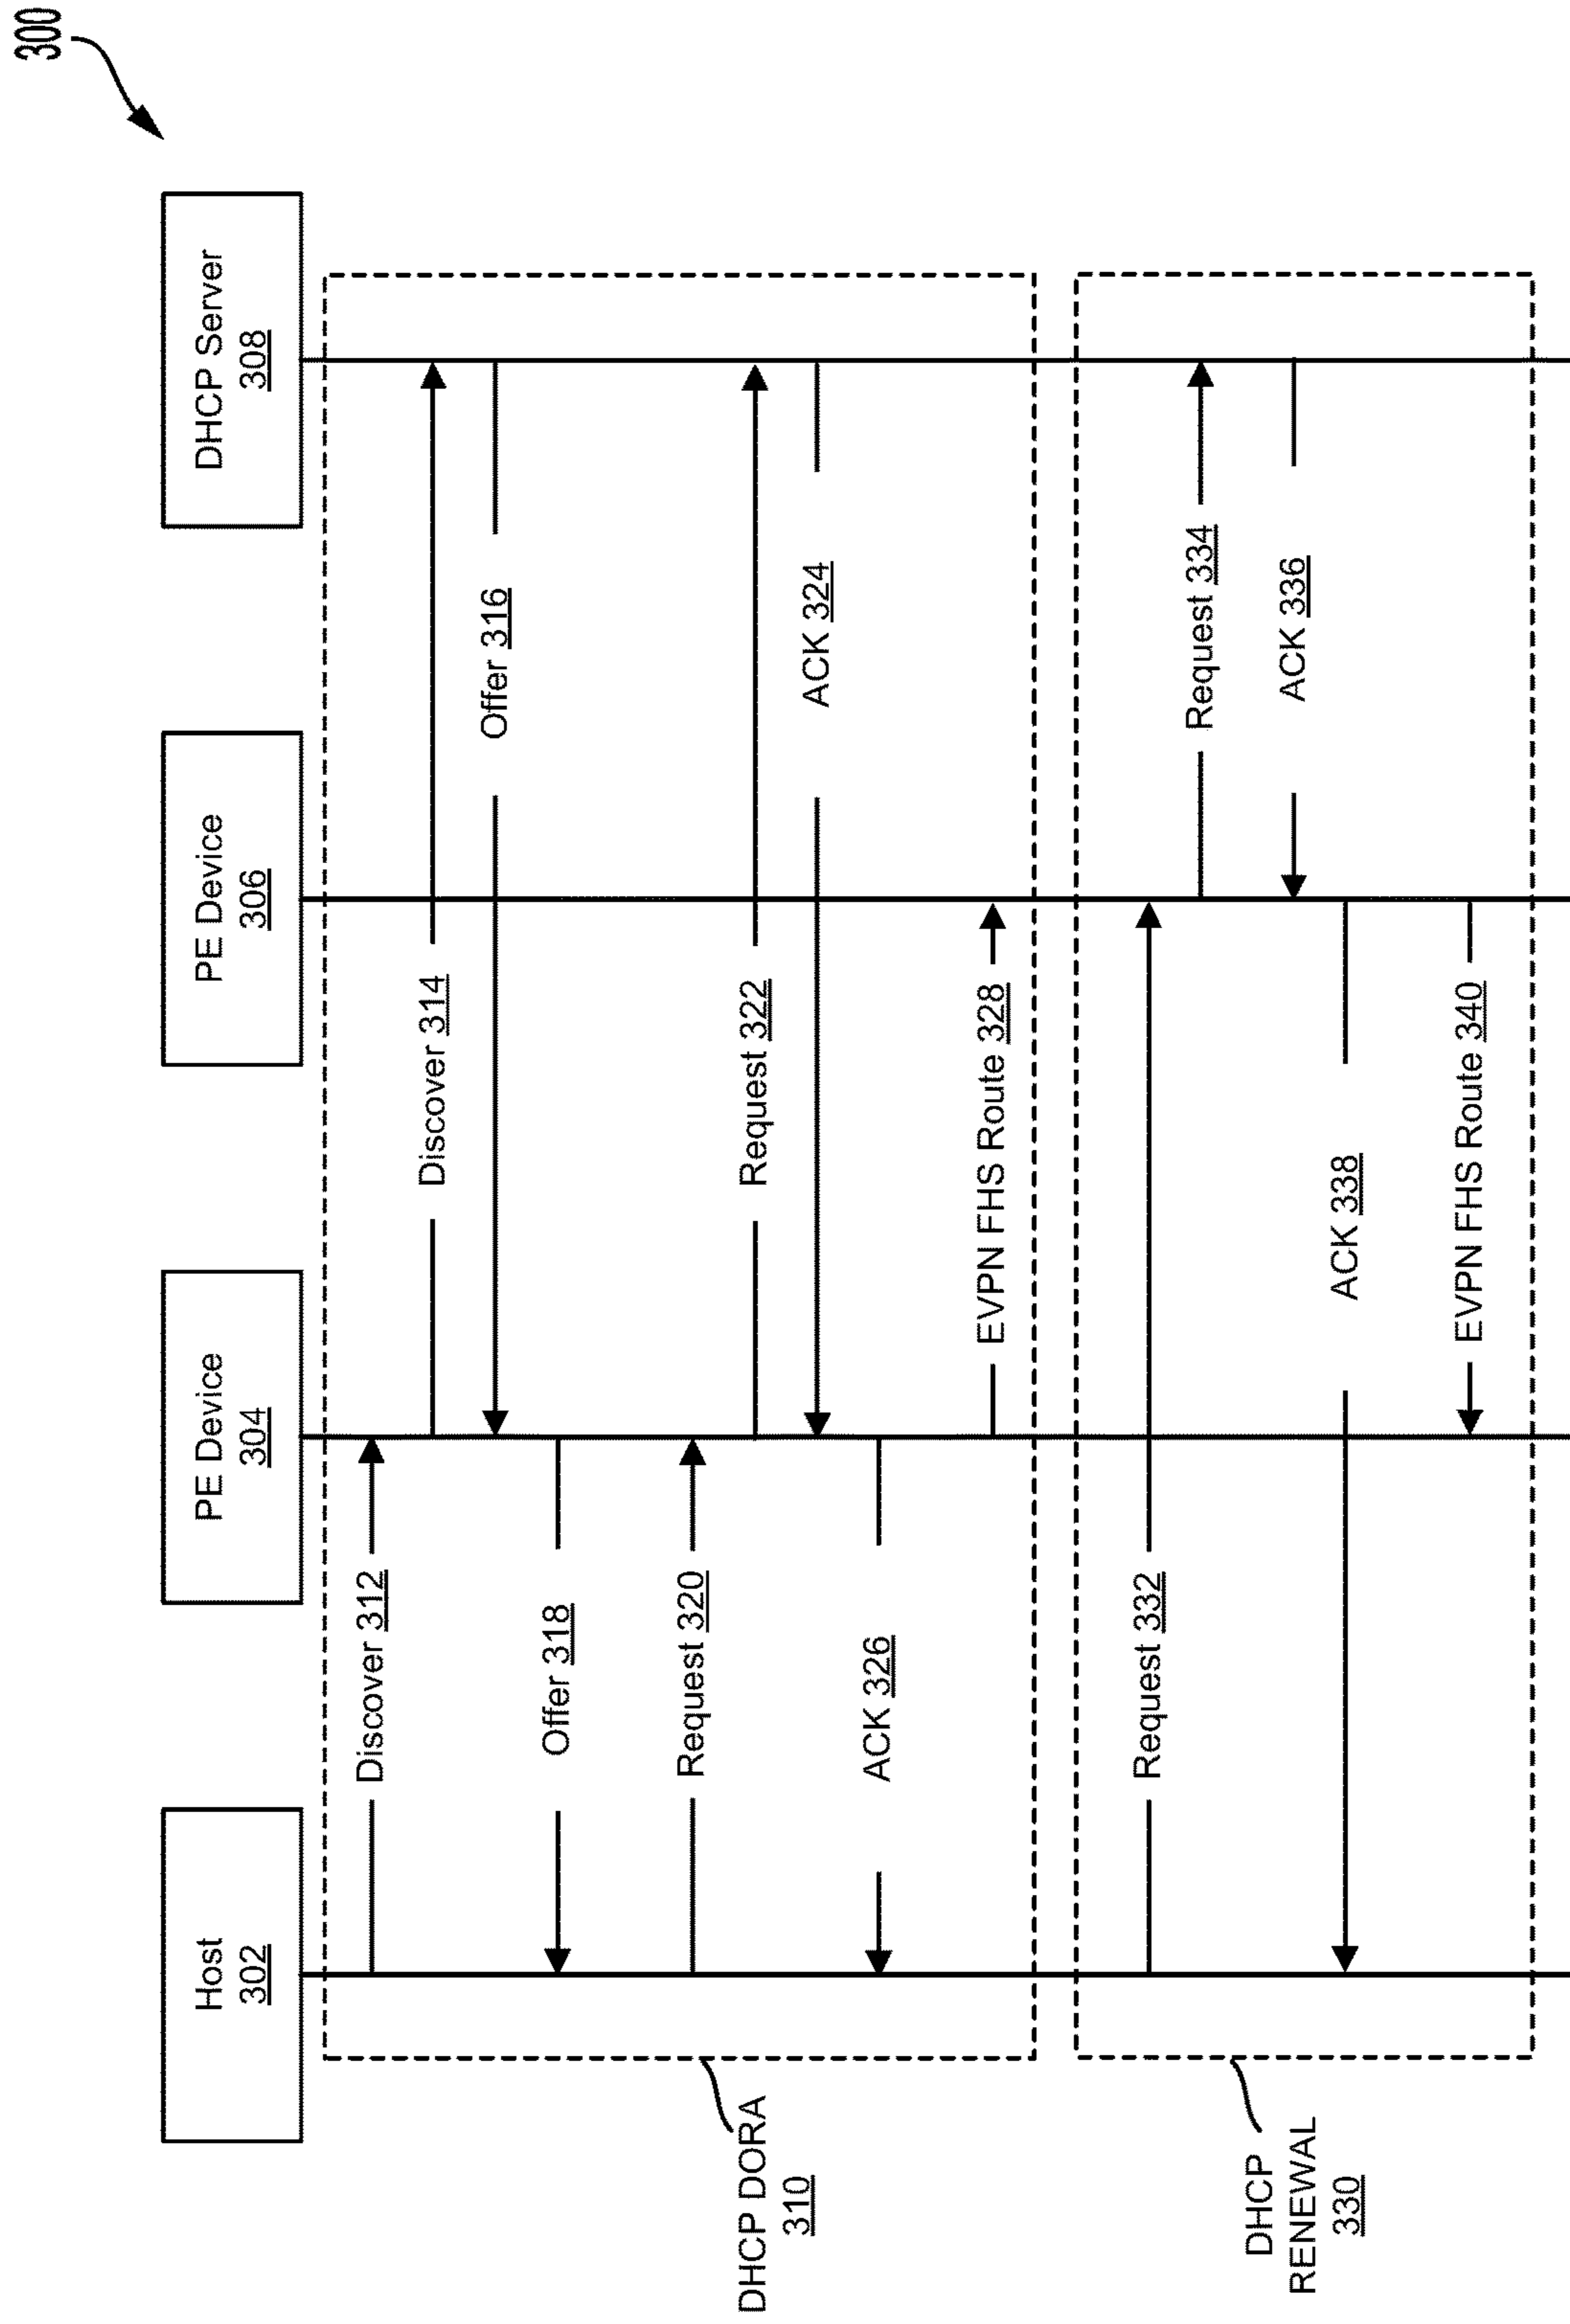 300
Host
302
PE Device
304
PE Device
306
DHCP Server
308
DHCP DORA
310
Discover 312
Discover 314
Offer 316
Offer 318
Request 320
Request 322
ACK 324
ACK 326
EVPN FHS Route 328
DHCP
RENEWAL
330
Request 332
Request 334
ACK 336
ACK 338
EVPN FHS Route 340